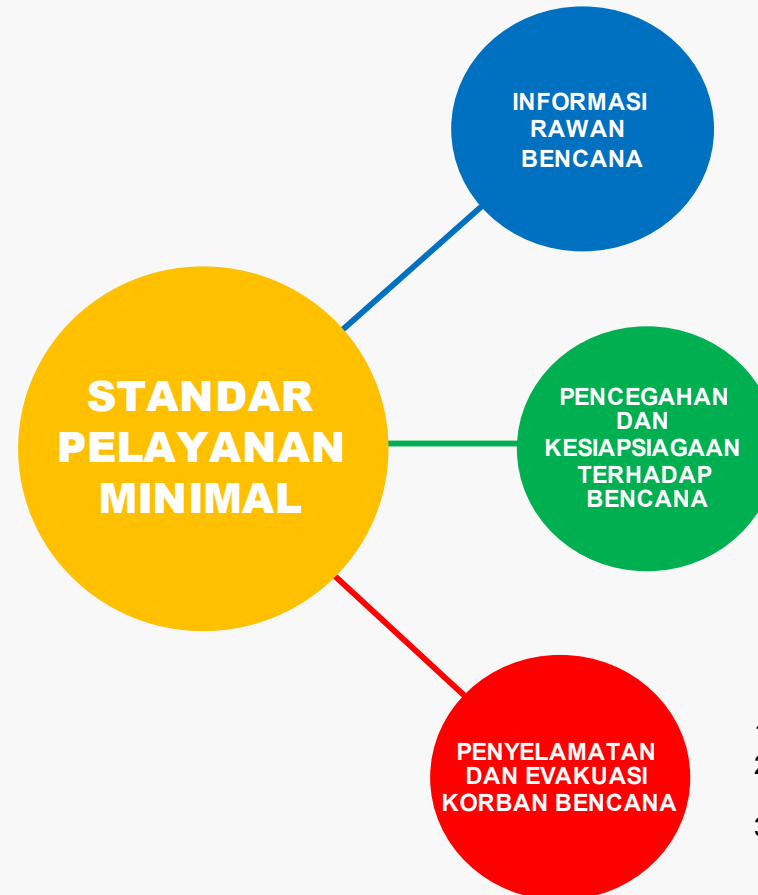 INFORMASI
RAWAN
BENCANA
STANDAR
PELAYANAN
MINIMAL
PENCEGAHAN
DAN
KESIAPSIAGAAN
TERHADAP
BENCANA
PENYELAMATAN
DAN EVAKUASI
KORBAN BENCANA